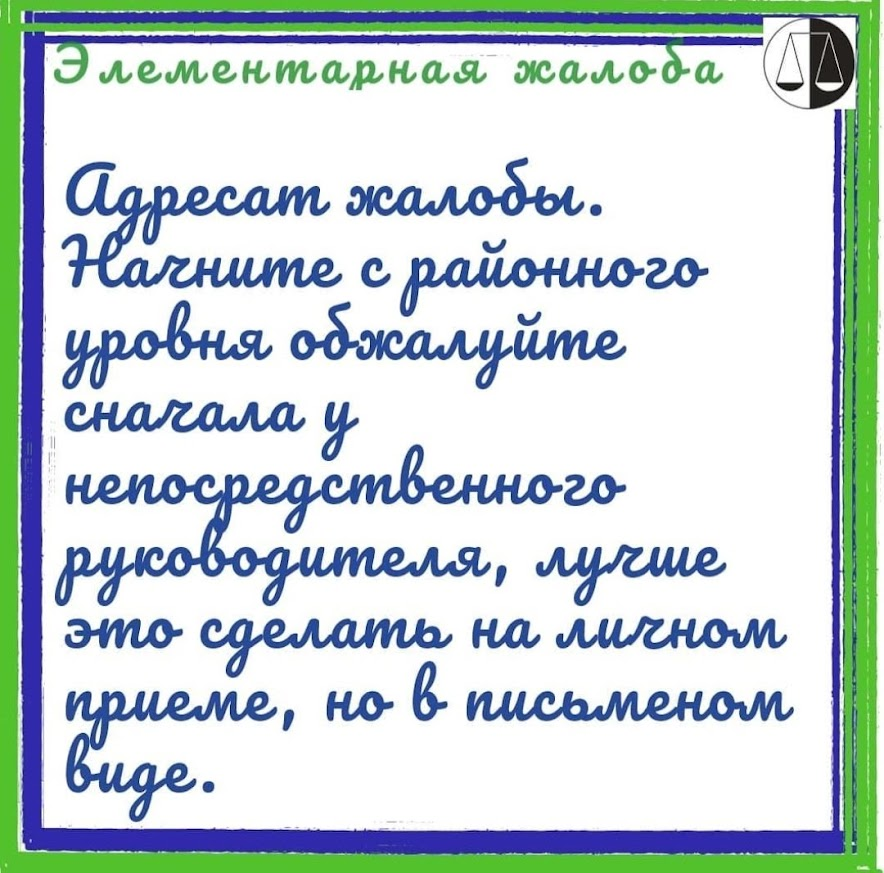 Элементарная жалоба
Адресат жалобы.
Начните с районного
уровня обжалуйте
сначала у
непосредственного
руководителя, лучше
это сделать на личном
приеме, но в письменом
виде.